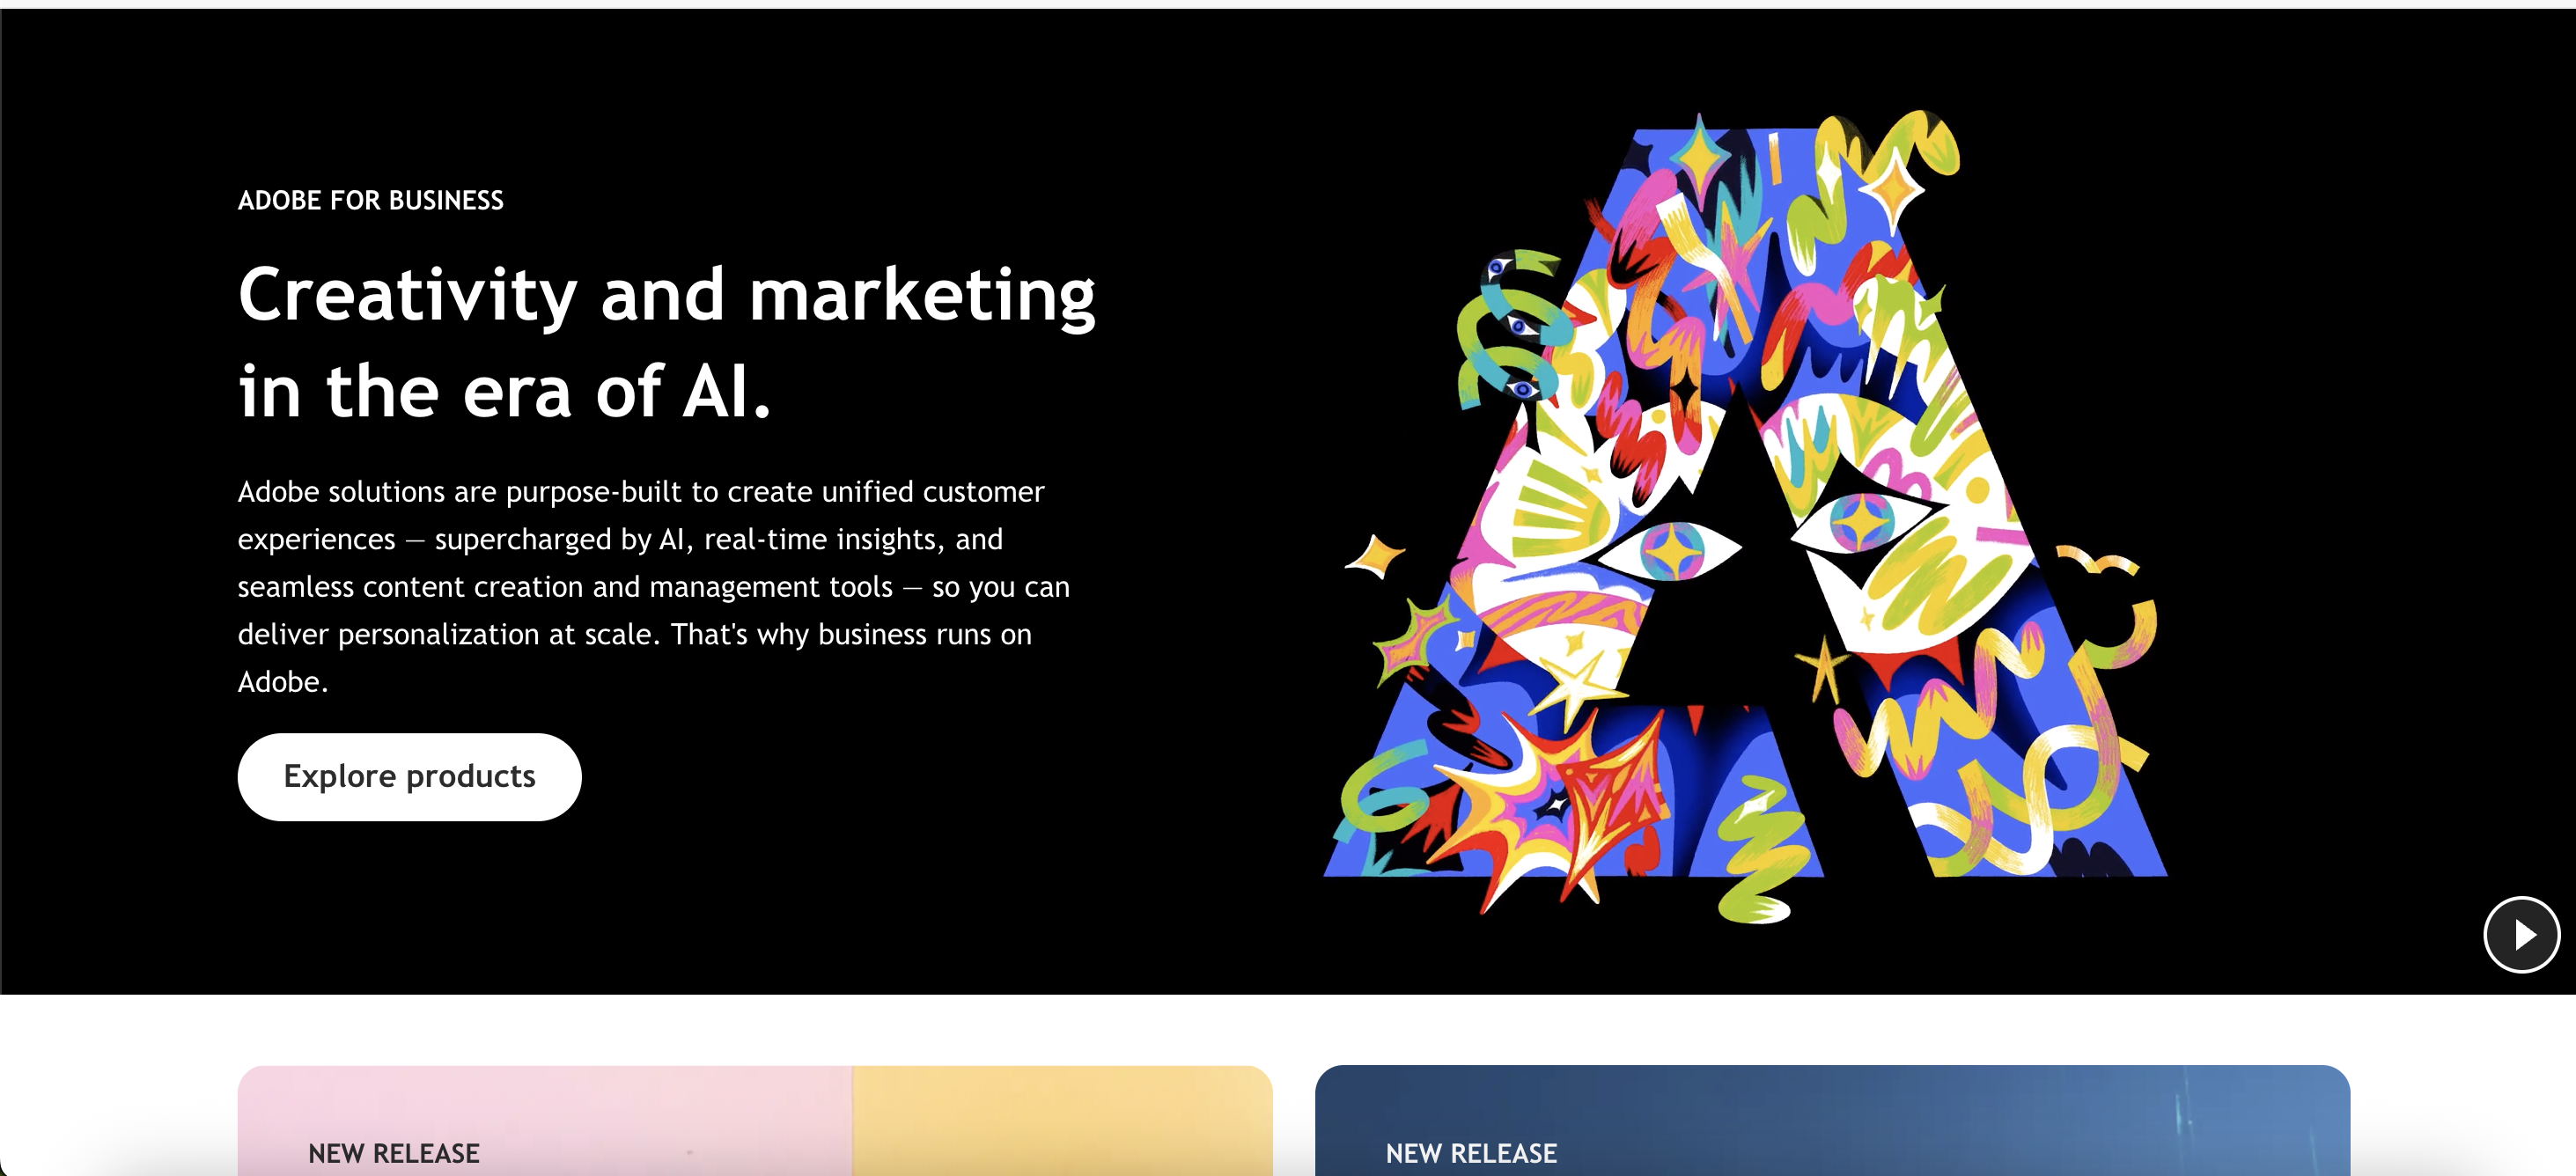 ADOBE FOR BUSINESS
Creativity and marketing
in the era of AI.
Adobe solutions are purpose-built to create unified customer
experiences — supercharged by AI, real-time insights, and
seamless content creation and management tools — so you can
deliver personalization at scale. That's why business runs on
Adobe.
Explore products
NEW RELEASE
NEW RELEASE